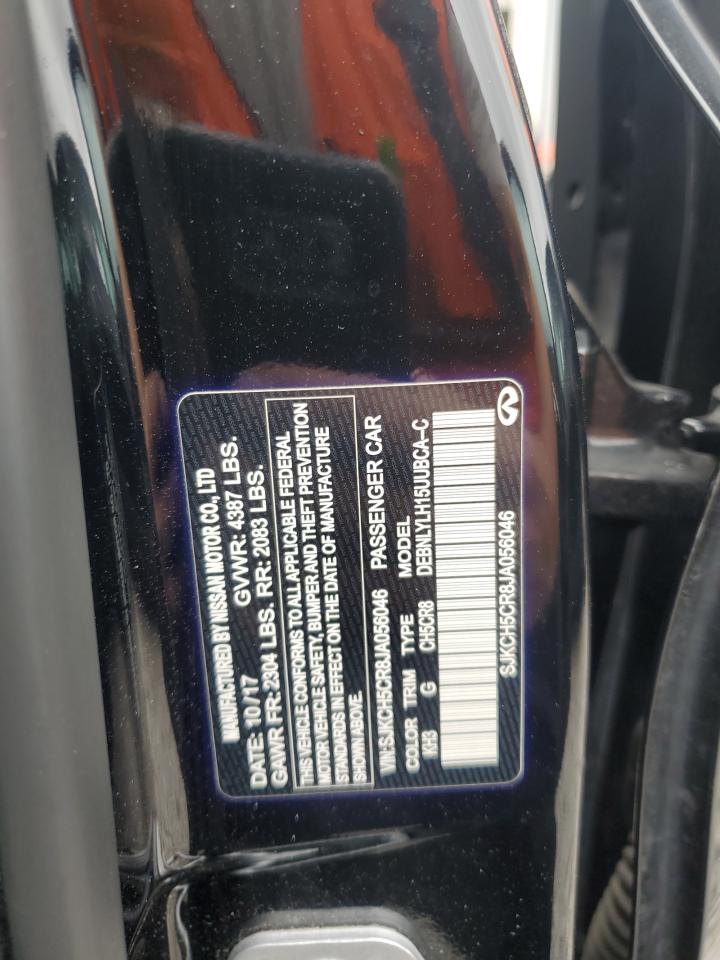 MANUFACTURED BY NISSAN MOTOR CO., LTD
DATE: 10/17 GVWR: 4387 LBS.
GAWR FR: 2304 LBS. RR: 2083 LBS.
THIS VEHICLE CONFORMS TO ALL APPLICABLE FEDERAL
MOTOR VEHICLE SAFETY, BUMPER AND THEFT PREVENTION
STANDARDS IN EFFECT ON THE DATE OF MANUFACTURE
SHOWN ABOVE.
VIN: SJKCH5CR8JA056046 PASSENGER CAR
COLOR TRIM TYPE MODEL
KH3 G CH5CR8 DEBNLYLH15UUBCA-C
SJKCH5CR8JA056046